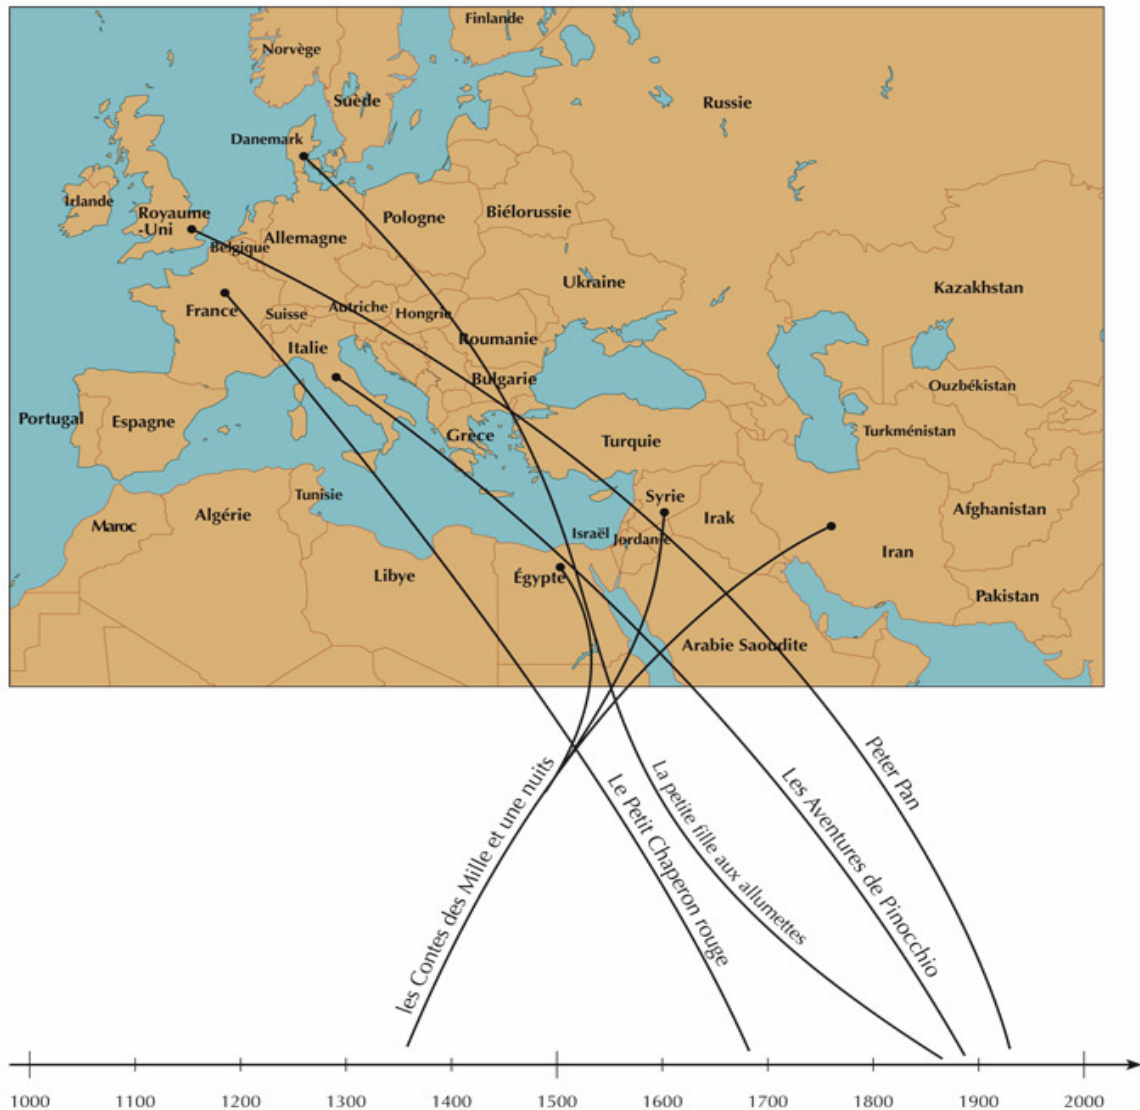 Finlande
Norvège
Suède
Russie
Danemark
Irlande
Royaume
-Uni
Pologne
Biélorussie
Belgique
Allemagne
Ukraine
Kazakhstan
France
Suisse
Autriche
Hongrie
Roumanie
Italie
Bulgarie
Ouzbékistan
Portugal
Espagne
Grèce
Turquie
Turkménistan
Tunisie
Syrie
Algérie
Maroc
Irak
Afghanistan
Israël
Jordanie
Iran
Libye
Égypte
Pakistan
Arabie Saoudite
les Contes des Mille et une nuits
Le Petit Chaperon rouge
La petite fille aux allumettes
Les Aventures de Pinocchio
Peter Pan
1000 1100 1200 1300 1400 1500 1600 1700 1800 1900 2000